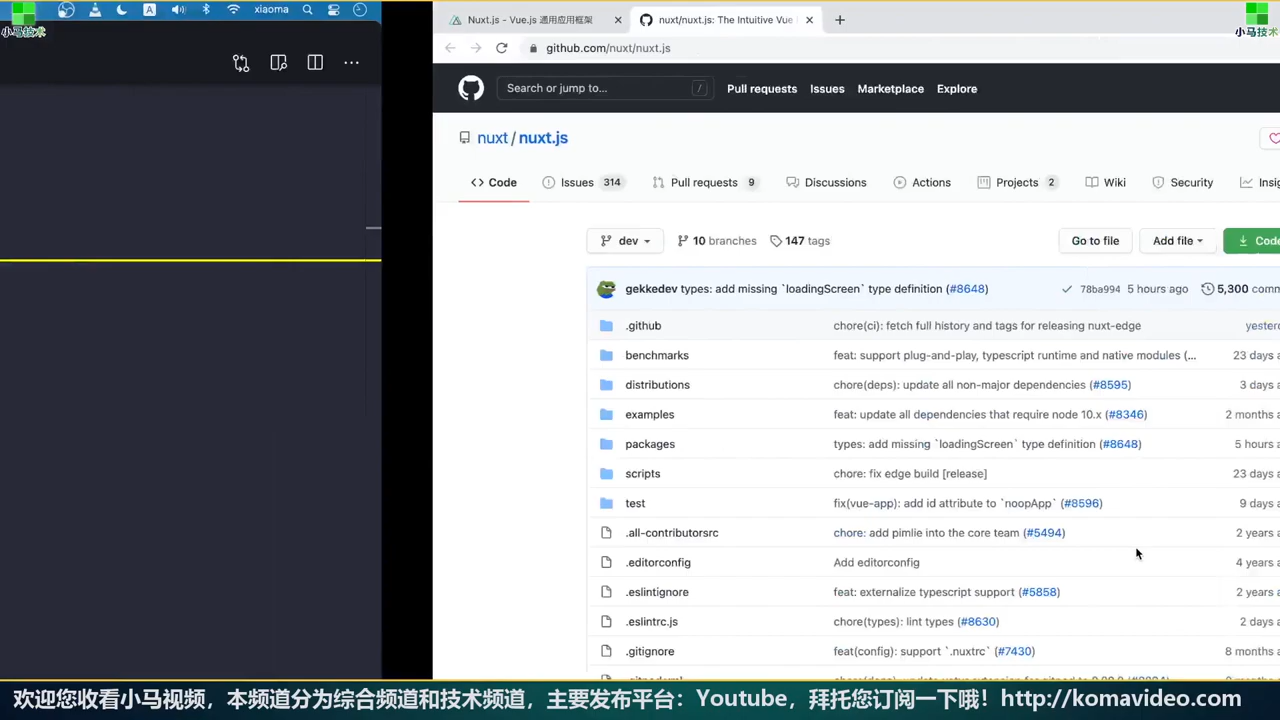 A
xiaoma
小马技术
Nuxt.js - Vue.js 通用应用框架
nuxt/nuxt.js: The Intuitive Vue
小马技术
github.com/nuxt/nuxt.js
Search or jump to...
/
Pull requests
Issues
Marketplace
Explore
nuxt / nuxt.js
Code
Issues 314
Pull requests 9
Discussions
Actions
Projects 2
Wiki
Security
Insig
dev
10 branches
147 tags
Go to file
Add file
Code
gekkedev types: add missing `loadingScreen` type definition (#8648)
78ba994 5 hours ago
5,300 comm
.github chore(ci): fetch full history and tags for releasing nuxt-edge yesterd
benchmarks feat: support plug-and-play, typescript runtime and native modules (... 23 days a
distributions chore(deps): update all non-major dependencies (#8595) 3 days a
examples feat: update all dependencies that require node 10.x (#8346) 2 months a
packages types: add missing `loadingScreen` type definition (#8648) 5 hours a
scripts chore: fix edge build [release] 23 days a
test fix(vue-app): add id attribute to `noopApp` (#8596) 9 days a
.all-contributorsrc chore: add pimlie into the core team (#5494) 2 years a
.editorconfig Add editorconfig 4 years a
.eslintignore feat: externalize typescript support (#5858) 2 years a
.eslintrc.js chore(types): lint types (#8630) 2 days a
.gitignore feat(config): support `.nuxtrc` (#7430) 8 months a
欢迎您收看小马视频，本频道分为综合频道和技术频道，主要发布平台：Youtube，拜托您订阅一下哦！http://komavideo.com